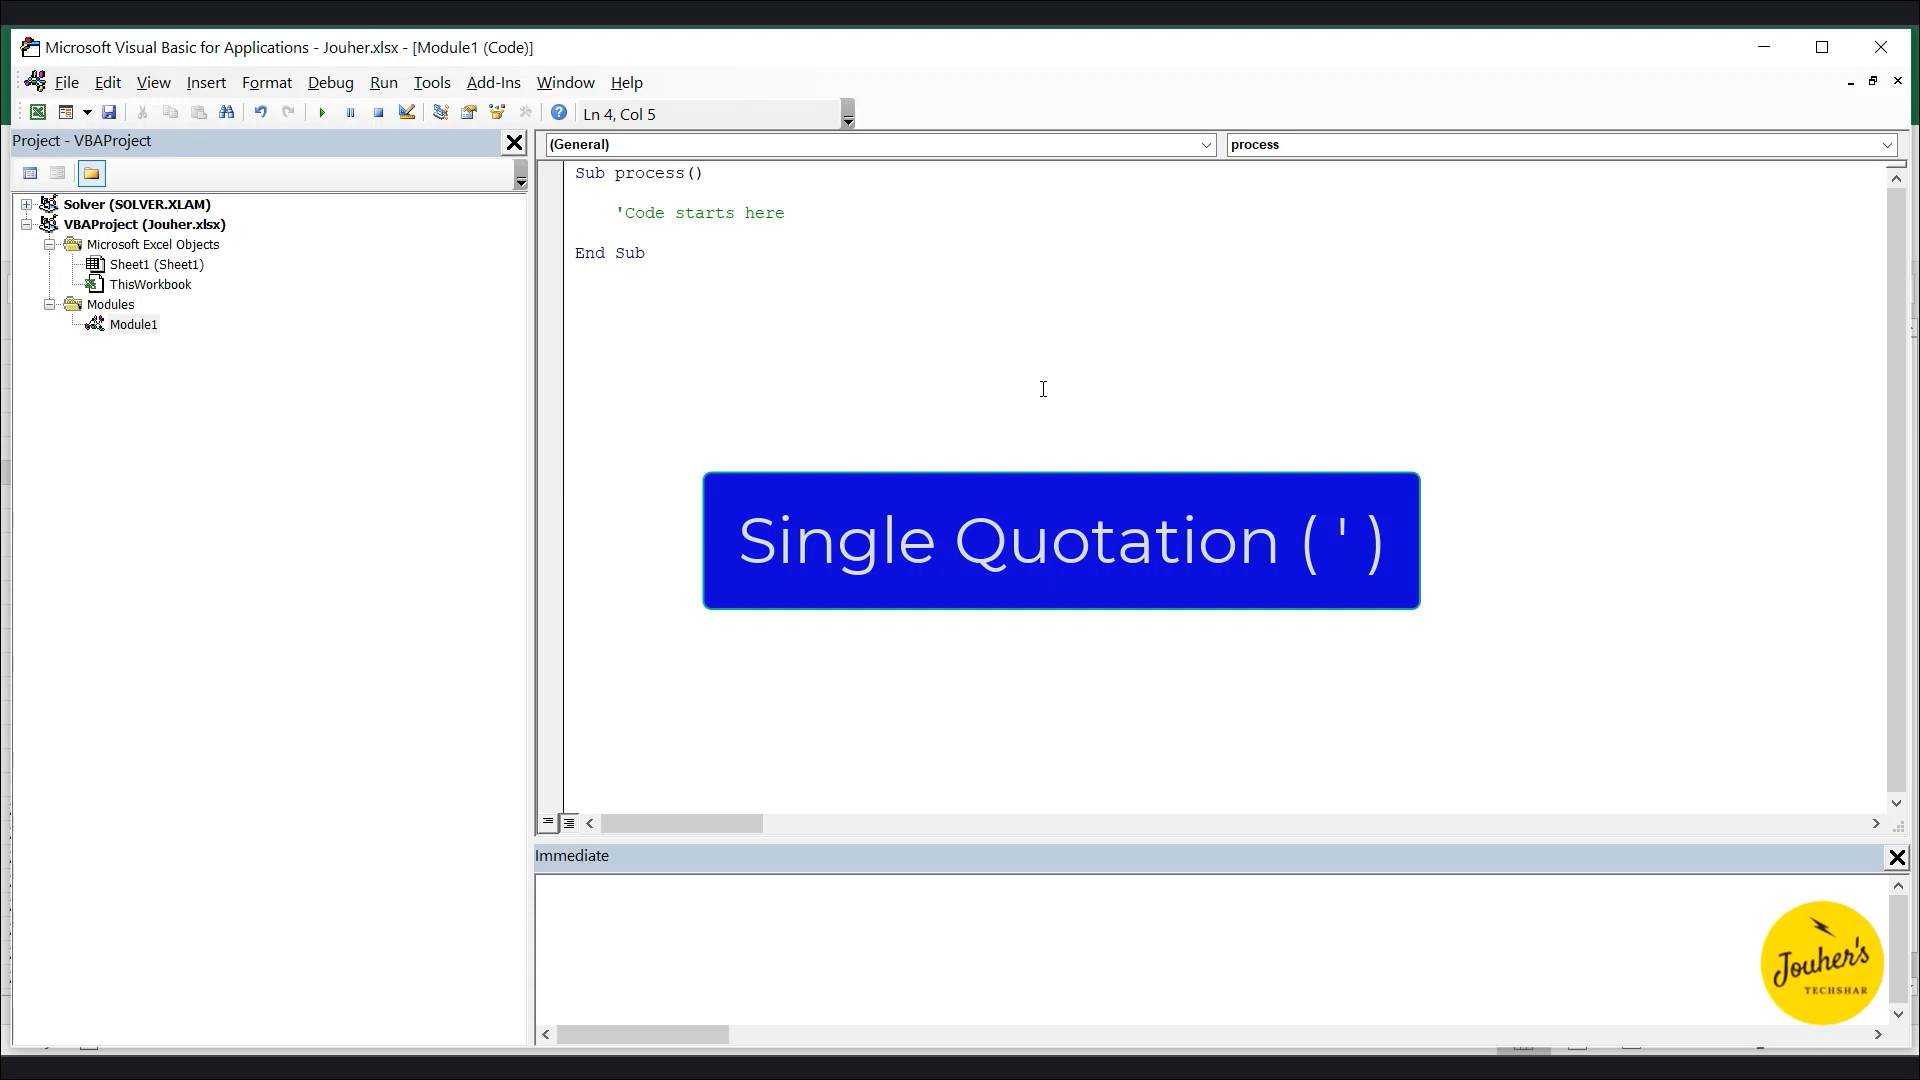 Microsoft Visual Basic for Applications - Jouher.xlsx - [Module1 (Code)]
File Edit View Insert Format Debug Run Tools Add-Ins Window Help
Ln 4, Col 5
Project - VBAProject
(General) process
Solver (SOLVER.XLAM)
VBAProject (Jouher.xlsx)
Microsoft Excel Objects
Sheet1 (Sheet1)
ThisWorkbook
Modules
Module1
Sub process()
'Code starts here
End Sub
Single Quotation ( ' )
Immediate
Jouher's
TECHSHAR